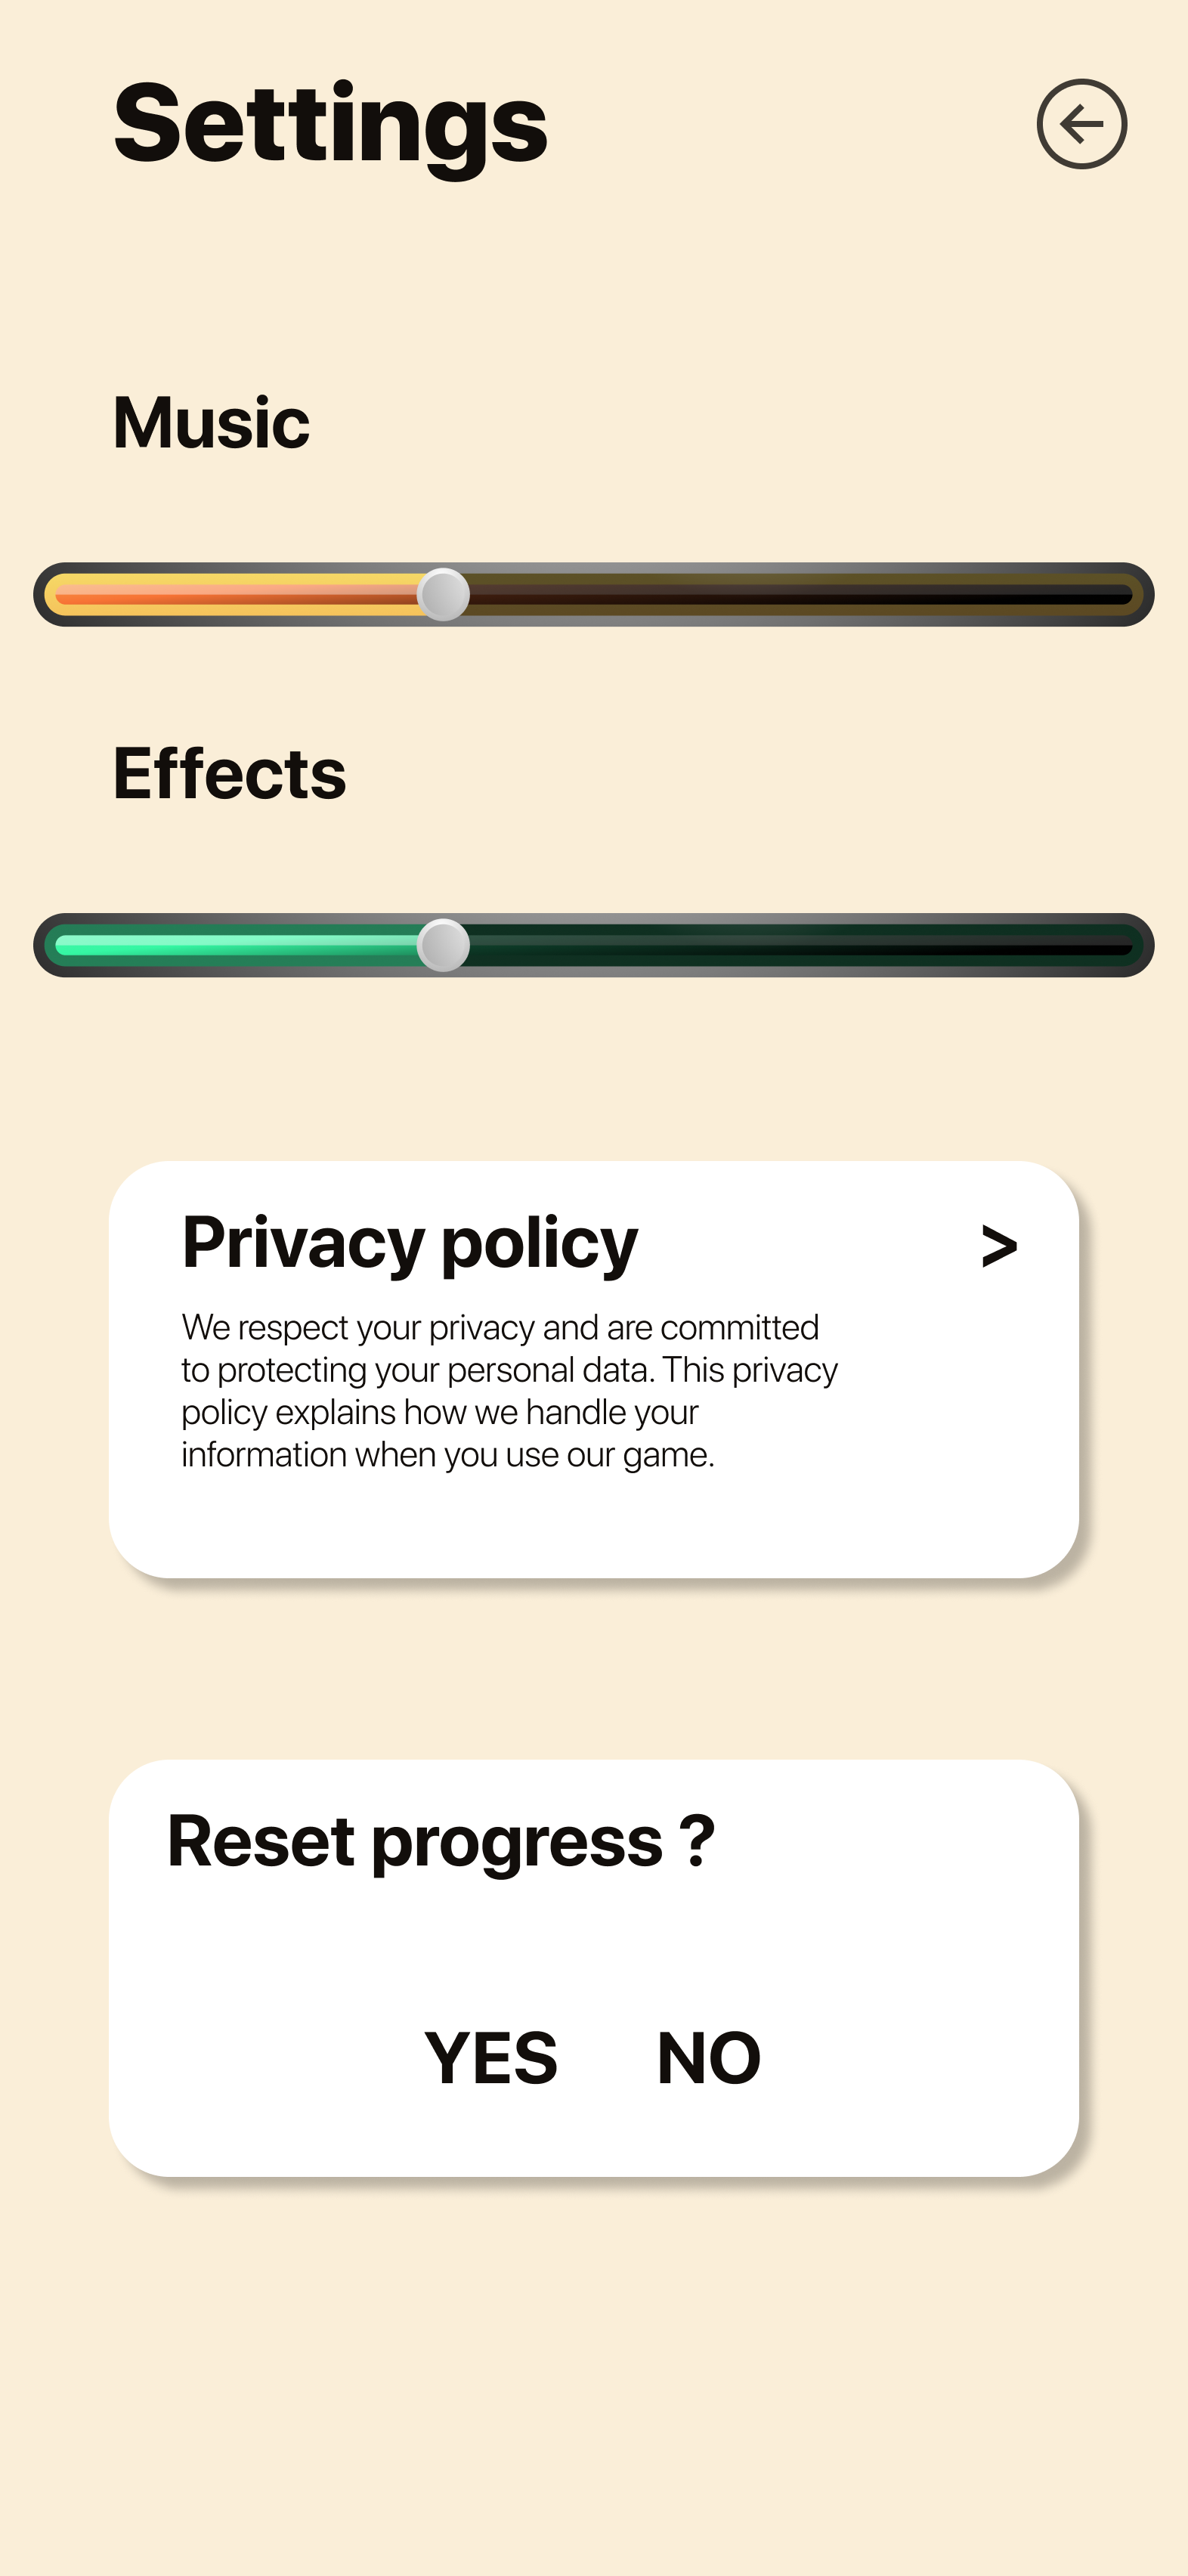 Settings
Music
Effects
Privacy policy >
We respect your privacy and are committed
to protecting your personal data. This privacy
policy explains how we handle your
information when you use our game.
Reset progress ?
YES NO